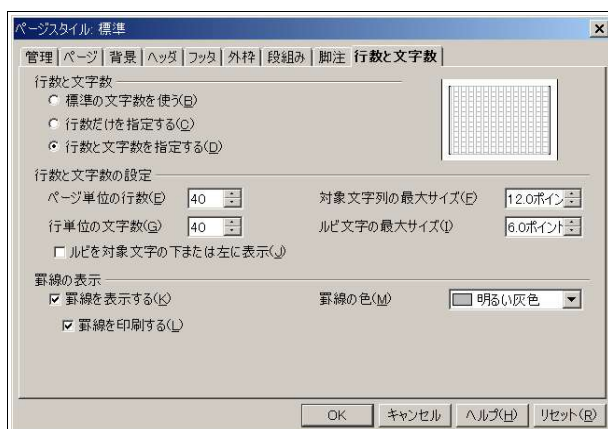 ページスタイル: 標準
管理 ページ 背景 ヘッダ フッタ 外枠 段組み 脚注 行数と文字数
行数と文字数
標準の文字数を使う(B)
行数だけを指定する(C)
行数と文字数を指定する(D)
行数と文字数の設定
ページ単位の行数(E) 40 対象文字列の最大サイズ(F) 12.0ポイン
行単位の文字数(G) 40 ルビ文字の最大サイズ(I) 6.0ポイント
ルビを対象文字の下または左に表示(J)
罫線の表示
罫線を表示する(K) 罫線の色(M) 明るい灰色
罫線を印刷する(L)
OK キャンセル ヘルプ(H) リセット(R)